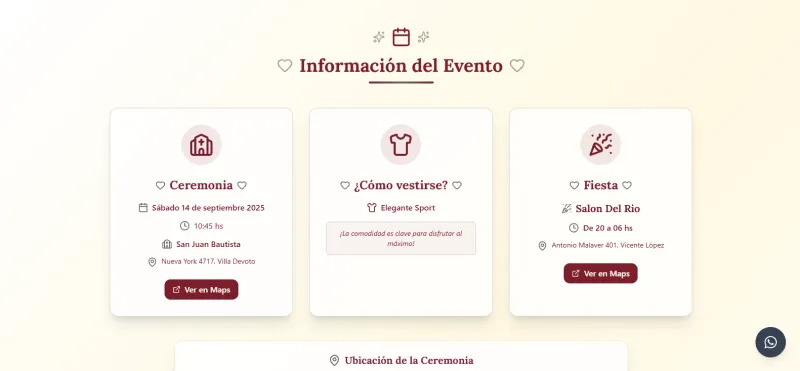 Información del Evento
Ceremonia
Sábado 14 de septiembre 2025
10:45 hs
San Juan Bautista
Nueva York 4717, Villa Devoto
Ver en Maps
¿Cómo vestirse?
Elegante Sport
¡La comodidad es clave para disfrutar al
máximo!
Fiesta
Salon Del Rio
De 20 a 06 hs
Antonio Malaver 401, Vicente López
Ver en Maps
Ubicación de la Ceremonia